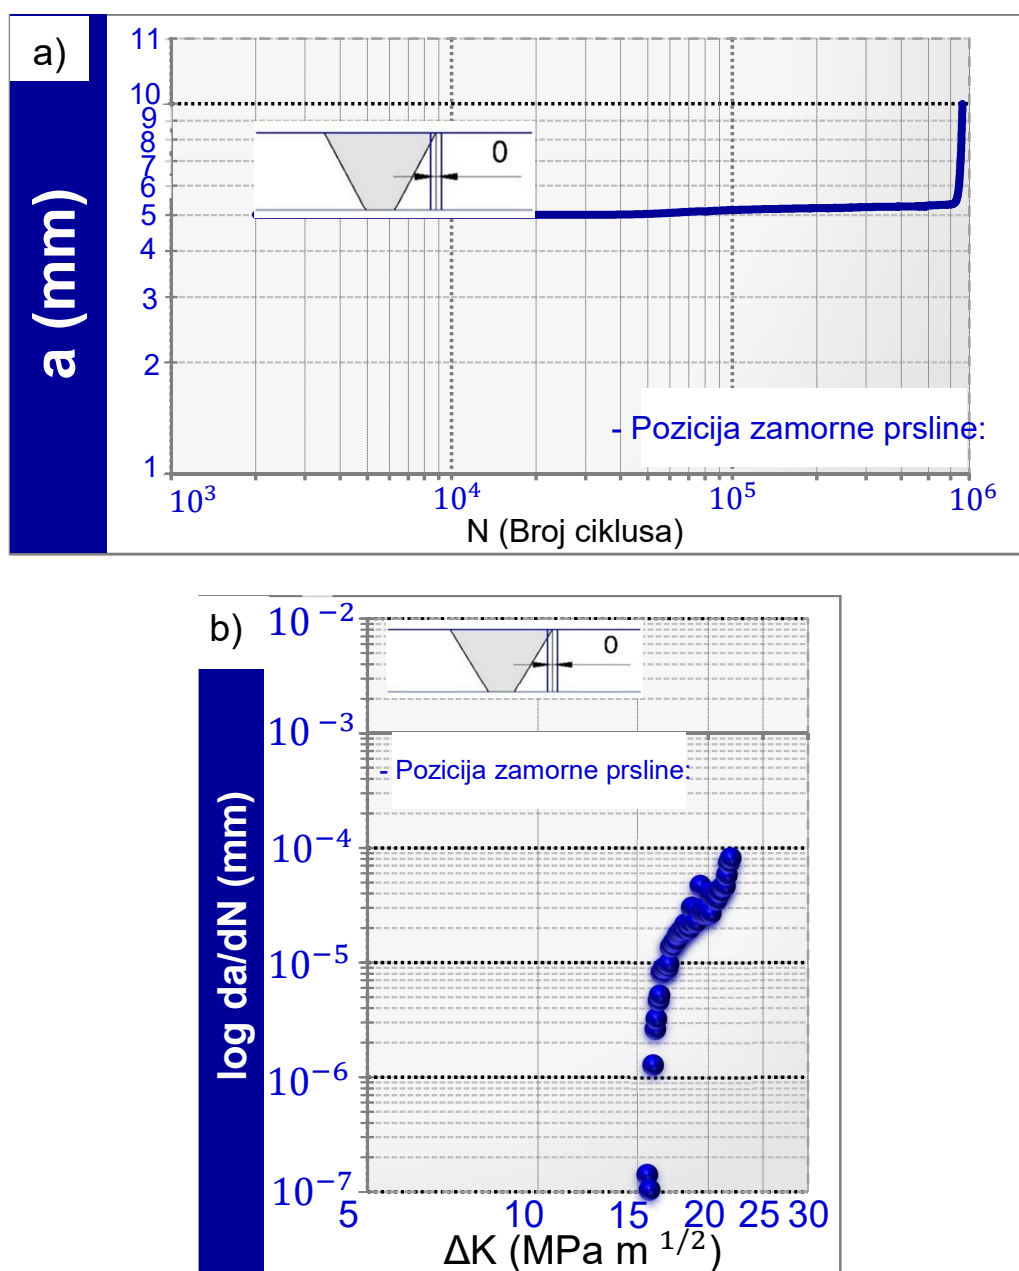 a)
a (mm)
11
10
9
8
7
6
5
4
3
2
1
0
- Pozicija zamorne prsline:
10³ 10⁴ 10⁵ 10⁶
N (Broj ciklusa)
b)
log da/dN (mm)
10⁻²
10⁻³
10⁻⁴
10⁻⁵
10⁻⁶
10⁻⁷
0
- Pozicija zamorne prsline:
5 10 15 20 25 30
ΔK (MPa m ¹/²)